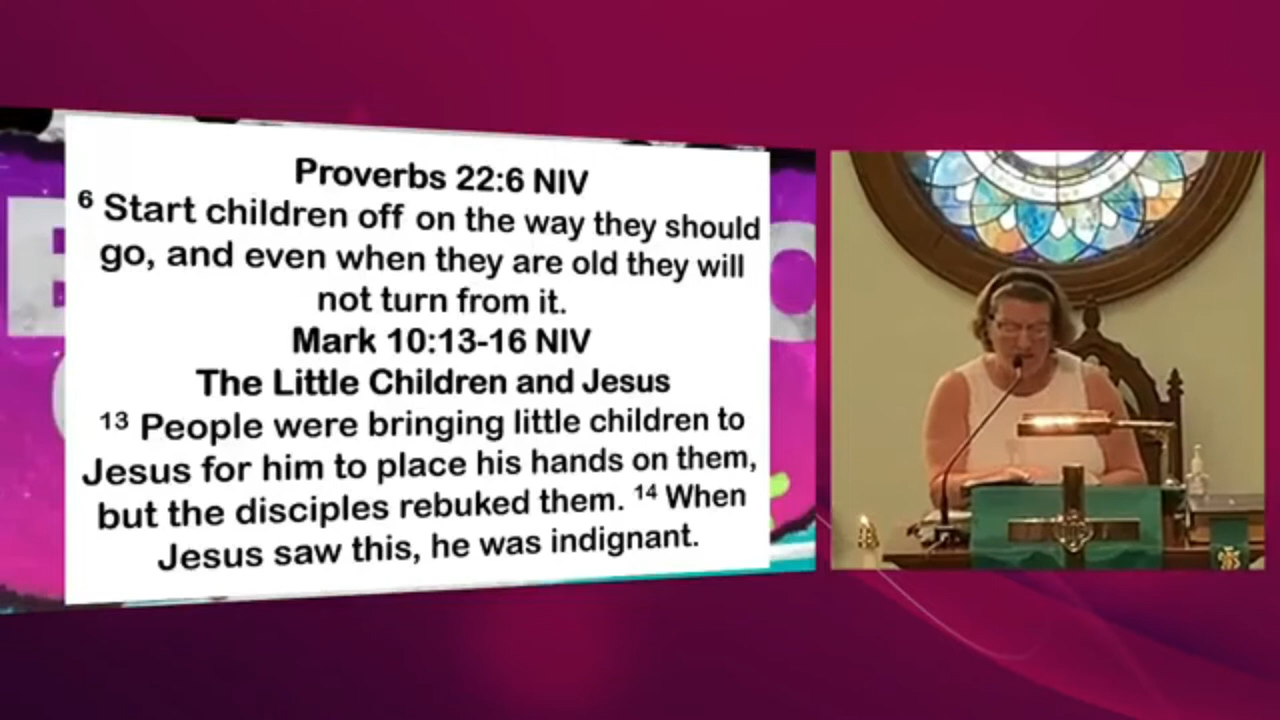 Proverbs 22:6 NIV
6 Start children off on the way they should
go, and even when they are old they will
not turn from it.
Mark 10:13-16 NIV
The Little Children and Jesus
13 People were bringing little children to
Jesus for him to place his hands on them,
but the disciples rebuked them. 14 When
Jesus saw this, he was indignant.